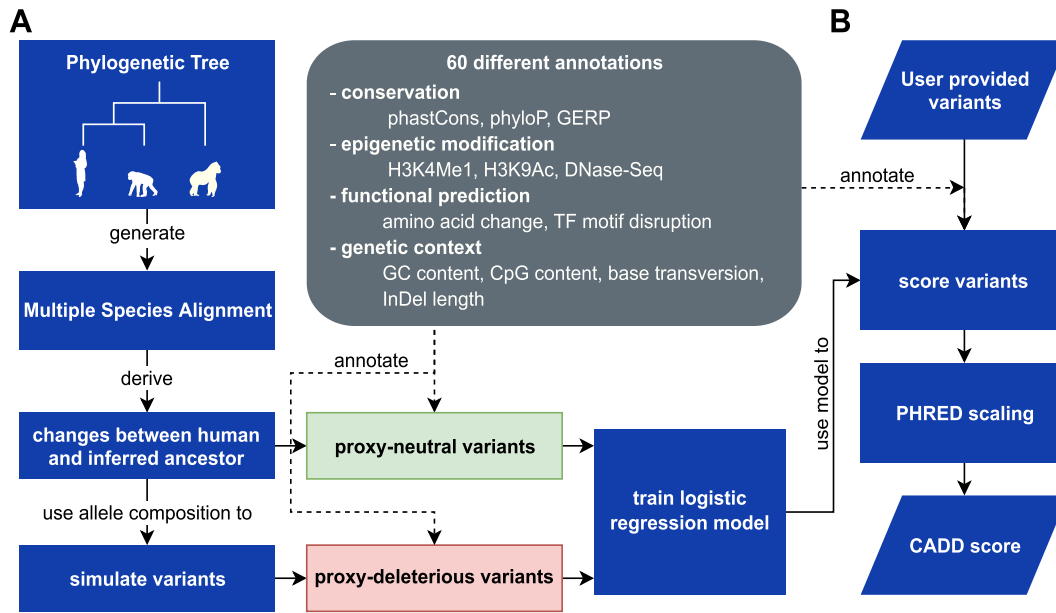 A
Phylogenetic Tree
generate
Multiple Species Alignment
derive
changes between human
and inferred ancestor
use allele composition to
simulate variants
60 different annotations
- conservation
phastCons, phyloP, GERP
- epigenetic modification
H3K4Me1, H3K9Ac, DNase-Seq
- functional prediction
amino acid change, TF motif disruption
- genetic context
GC content, CpG content, base transversion,
InDel length
annotate
proxy-neutral variants
proxy-deleterious variants
train logistic
regression model
use model to
B
User provided
variants
annotate
score variants
PHRED scaling
CADD score